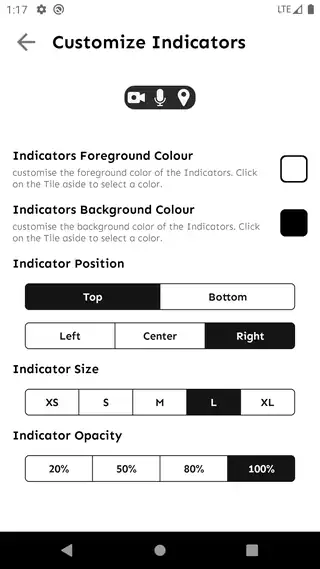 1:17
LTE
Customize Indicators
Indicators Foreground Colour
customise the foreground color of the Indicators. Click
on the Tile aside to select a color.
Indicators Background Colour
customise the background color of the Indicators. Click
on the Tile aside to select a color.
Indicator Position
Top Bottom
Left Center Right
Indicator Size
XS S M L XL
Indicator Opacity
20% 50% 80% 100%